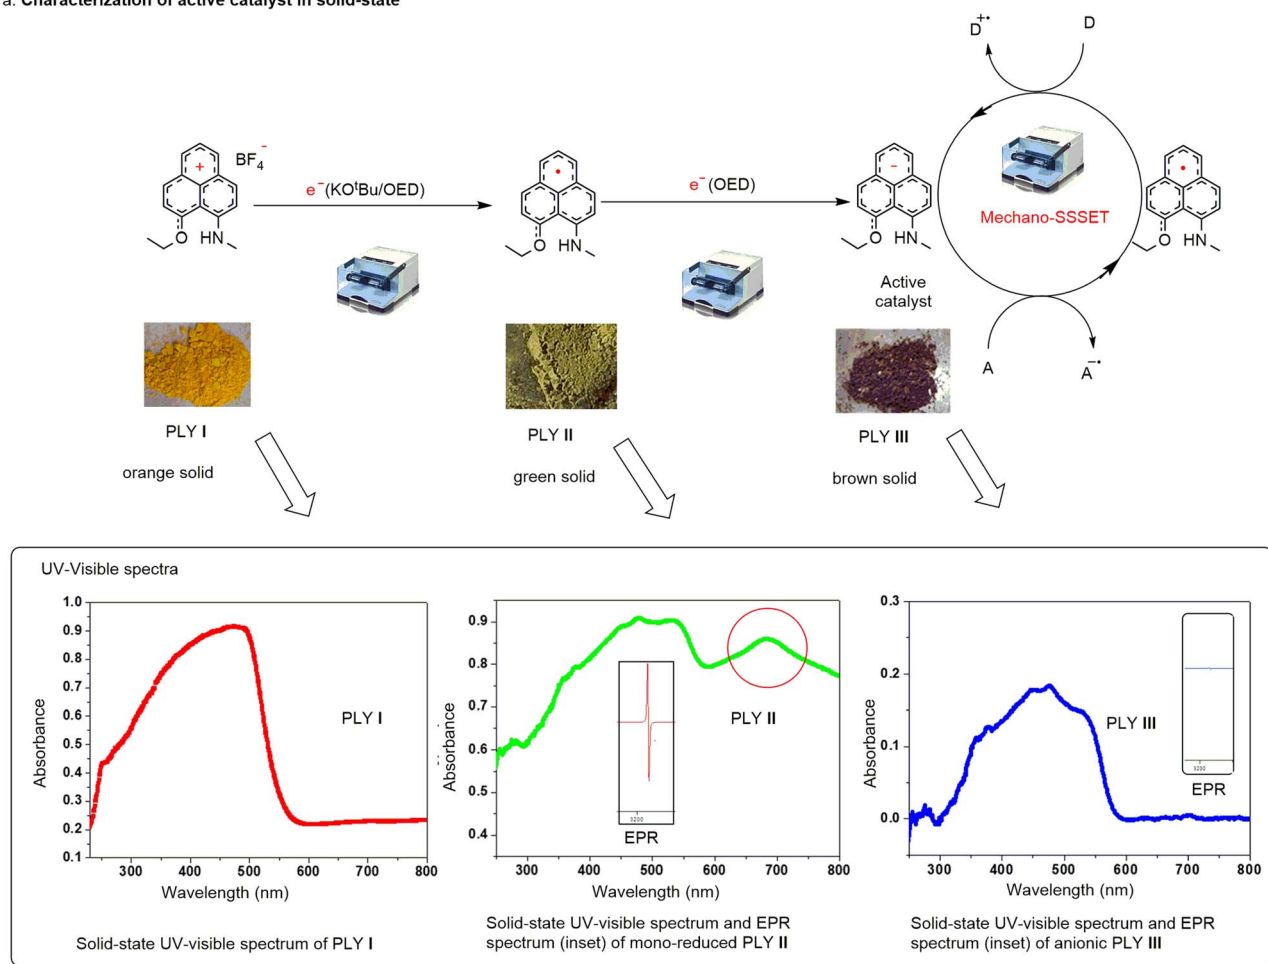 a. Characterization of active catalyst in solid-state
D+•
D
+
BF4-
e-(KOtBu/OED)
e-(OED)
•
-
•
Mechano-SSSET
O
HN
O
HN
O
HN
O
HN
Active
catalyst
A
A-•
PLY I
PLY II
PLY III
orange solid
green solid
brown solid
UV-Visible spectra
1.0
0.9
0.8
0.7
0.6
0.5
0.4
0.3
0.2
0.1
Absorbance
PLY I
300 400 500 600 700 800
Wavelength (nm)
Solid-state UV-visible spectrum of PLY I
0.9
0.8
0.7
0.6
0.5
0.4
Absorbance
PLY II
3200
EPR
300 400 500 600 700 800
Wavelength (nm)
Solid-state UV-visible spectrum and EPR
spectrum (inset) of mono-reduced PLY II
0.3
0.2
0.1
0.0
Absorbance
PLY III
3200
EPR
300 400 500 600 700 800
Wavelength (nm)
Solid-state UV-visible spectrum and EPR
spectrum (inset) of anionic PLY III